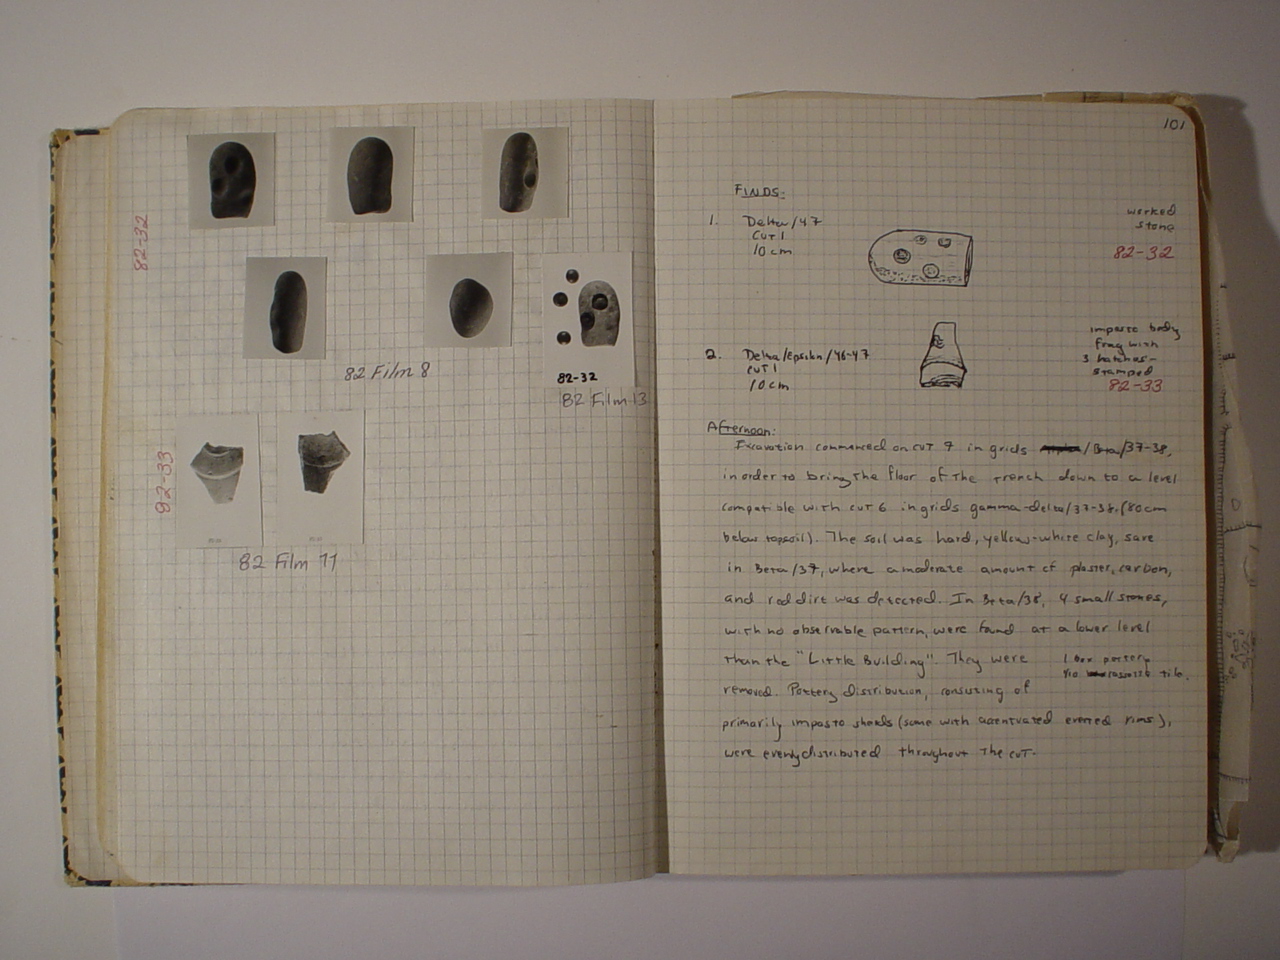 82-32
82 Film 8
82-32
82 Film 13
82-33
82 Film 11
101
FINDS:
1. Delta/47
CUT 1
10 cm
worked
stone
82-32
2. Delta/epsilon/46-47
CUT 1
10 cm
impasto body
frag with
3 hatches-
stamped
82-33
Afternoon:
Excavation commenced on cut 7 in grids /Beta/37-38,
in order to bring the floor of the trench down to a level
compatible with cut 6 in grids gamma-delta/37-38, (80cm
below topsoil). The soil was hard, yellow-white clay, save
in Beta/37, where a moderate amount of plaster, carbon,
and red dirt was detected. In Beta/38, 4 small stones,
with no observable pattern, were found at a lower level
than the "Little Building". They were
1 box pottery
tile.
removed. Pottery distribution, consisting of
primarily impasto shards (some with accentuated everted rims),
were evenly distributed throughout the cut.